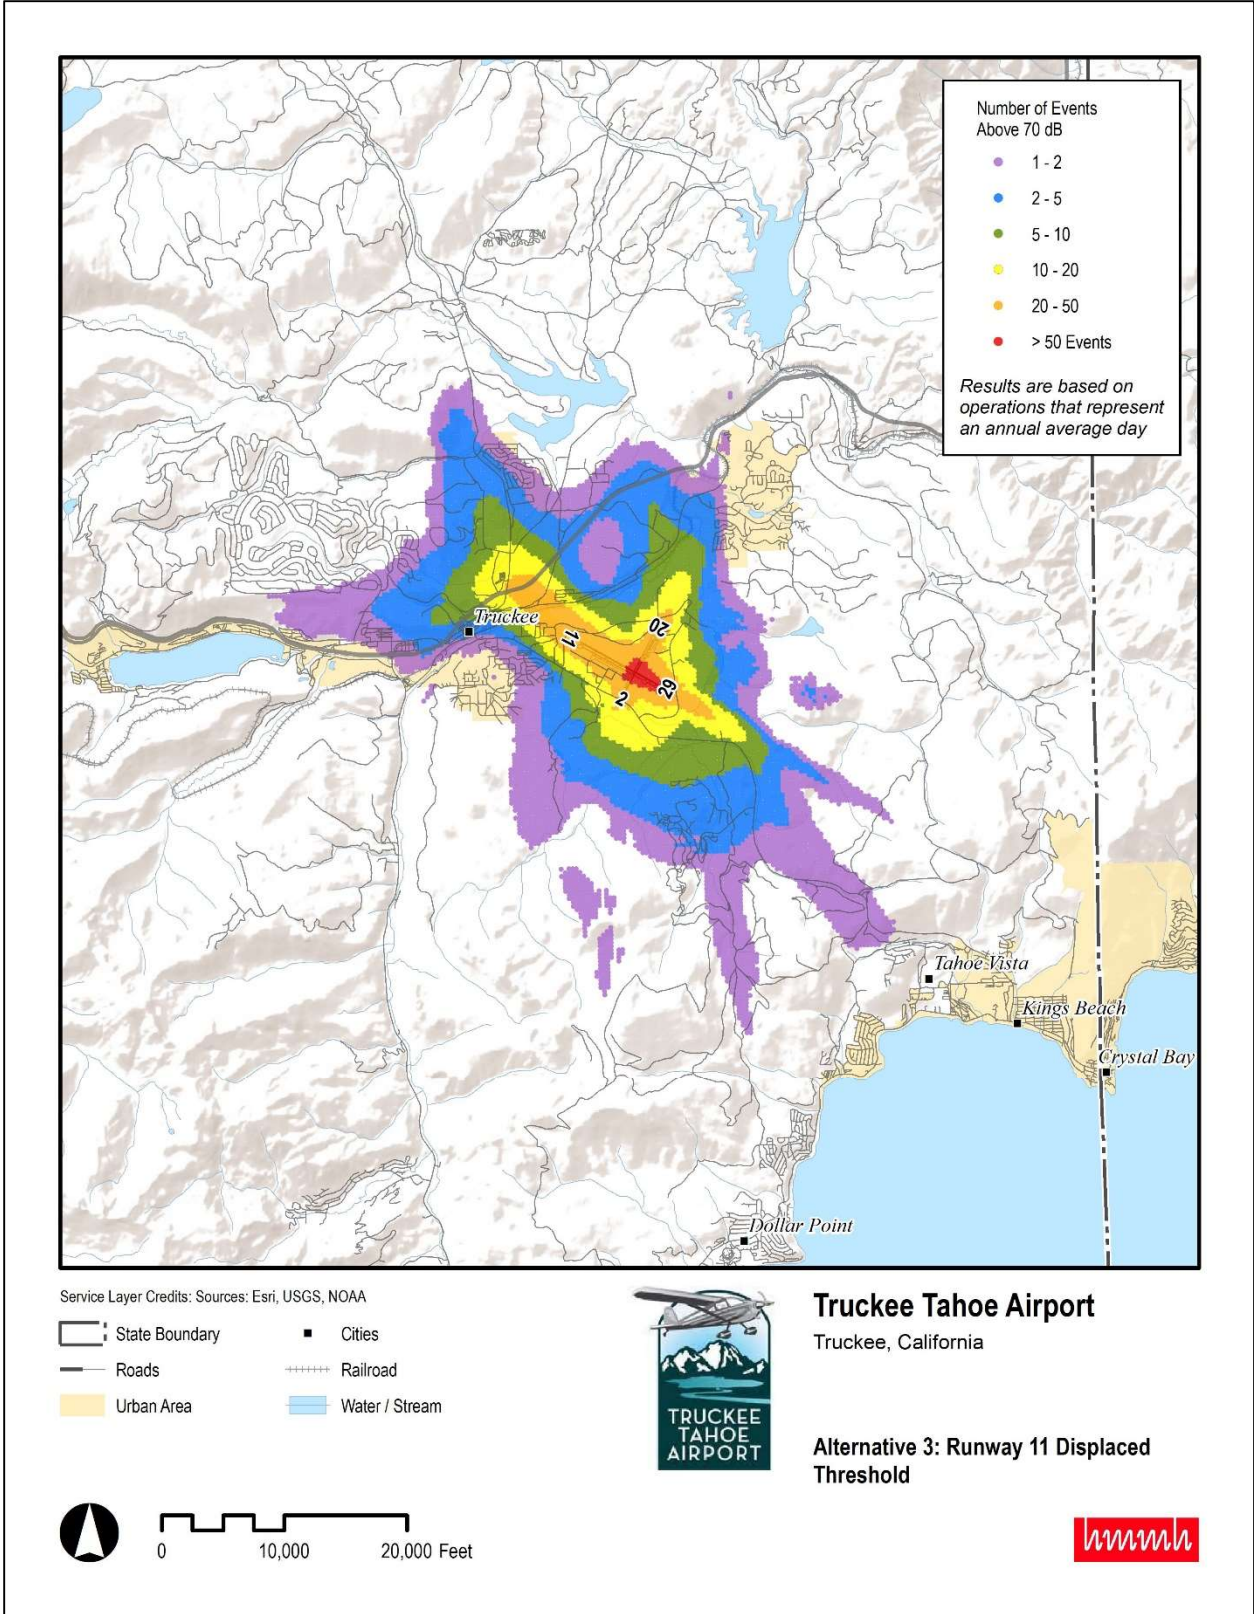 Number of Events
Above 70 dB
1 - 2
2 - 5
5 - 10
10 - 20
20 - 50
> 50 Events
Results are based on
operations that represent
an annual average day
Truckee
11
20
29
2
Tahoe Vista
Kings Beach
Crystal Bay
Dollar Point
Service Layer Credits: Sources: Esri, USGS, NOAA
State Boundary
Cities
Roads
Railroad
Urban Area
Water / Stream
TRUCKEE
TAHOE
AIRPORT
Truckee Tahoe Airport
Truckee, California
Alternative 3: Runway 11 Displaced
Threshold
0
10,000
20,000 Feet
hmmh